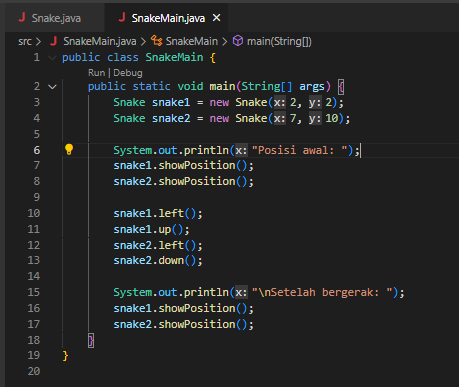 J Snake.java J SnakeMain.java ×
src > J SnakeMain.java > SnakeMain > main(String[])
1 public class SnakeMain {
Run | Debug
2 public static void main(String[] args) {
3 Snake snake1 = new Snake(x: 2, y: 2);
4 Snake snake2 = new Snake(x: 7, y: 10);
5
6 System.out.println(x: "Posisi awal: ");
7 snake1.showPosition();
8 snake2.showPosition();
9
10 snake1.left();
11 snake1.up();
12 snake2.left();
13 snake2.down();
14
15 System.out.println(x: "\nSetelah bergerak: ");
16 snake1.showPosition();
17 snake2.showPosition();
18 }
19 }
20